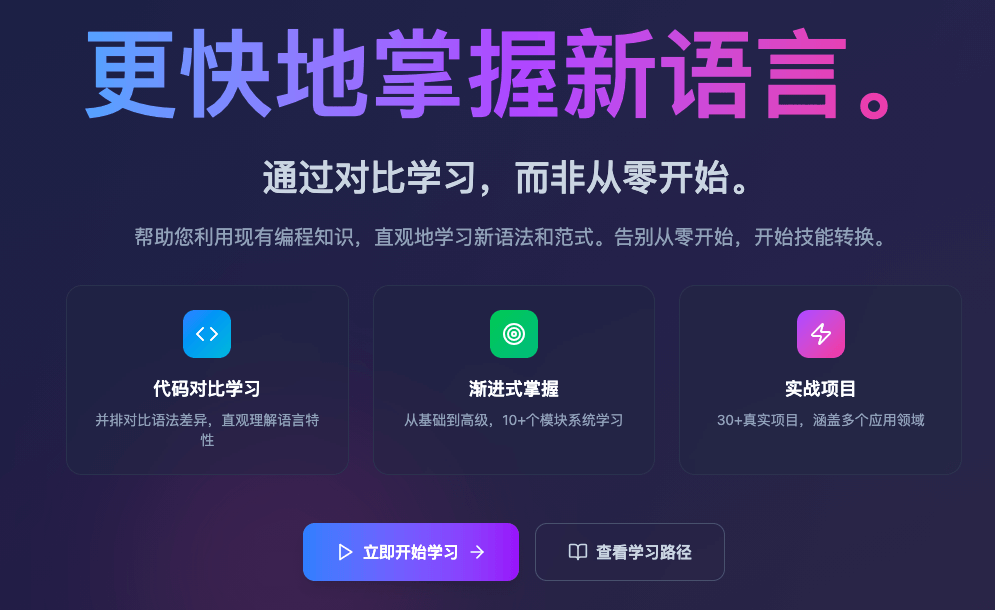 更快地掌握新语言。
通过对比学习，而非从零开始。
帮助您利用现有编程知识，直观地学习新语法和范式。告别从零开始，开始技能转换。
代码对比学习
并排对比语法差异，直观理解语言特
性
渐进式掌握
从基础到高级，10+个模块系统学习
实战项目
30+真实项目，涵盖多个应用领域
立即开始学习
查看学习路径